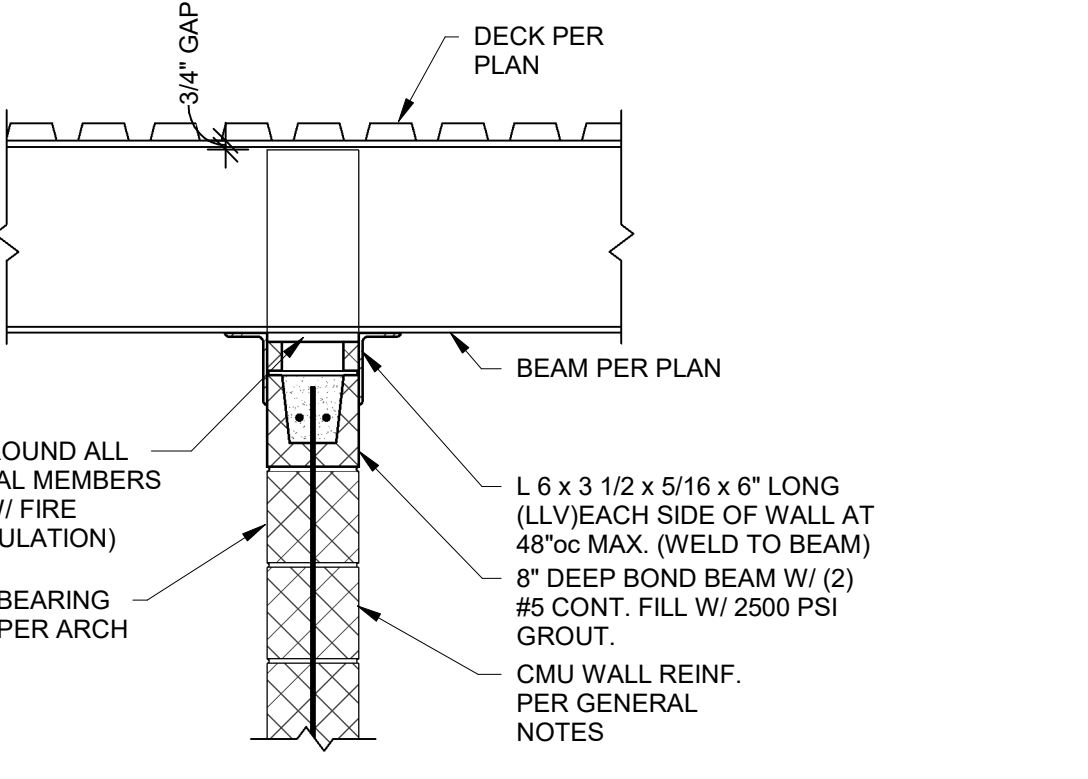 3/4" GAP
DECK PER
PLAN
BEAM PER PLAN
OUND ALL
AL MEMBERS
W/ FIRE
ULATION)
BEARING
PER ARCH
L 6 x 3 1/2 x 5/16 x 6" LONG
(LLV)EACH SIDE OF WALL AT
48"oc MAX. (WELD TO BEAM)
8" DEEP BOND BEAM W/ (2)
#5 CONT. FILL W/ 2500 PSI
GROUT.
CMU WALL REINF.
PER GENERAL
NOTES